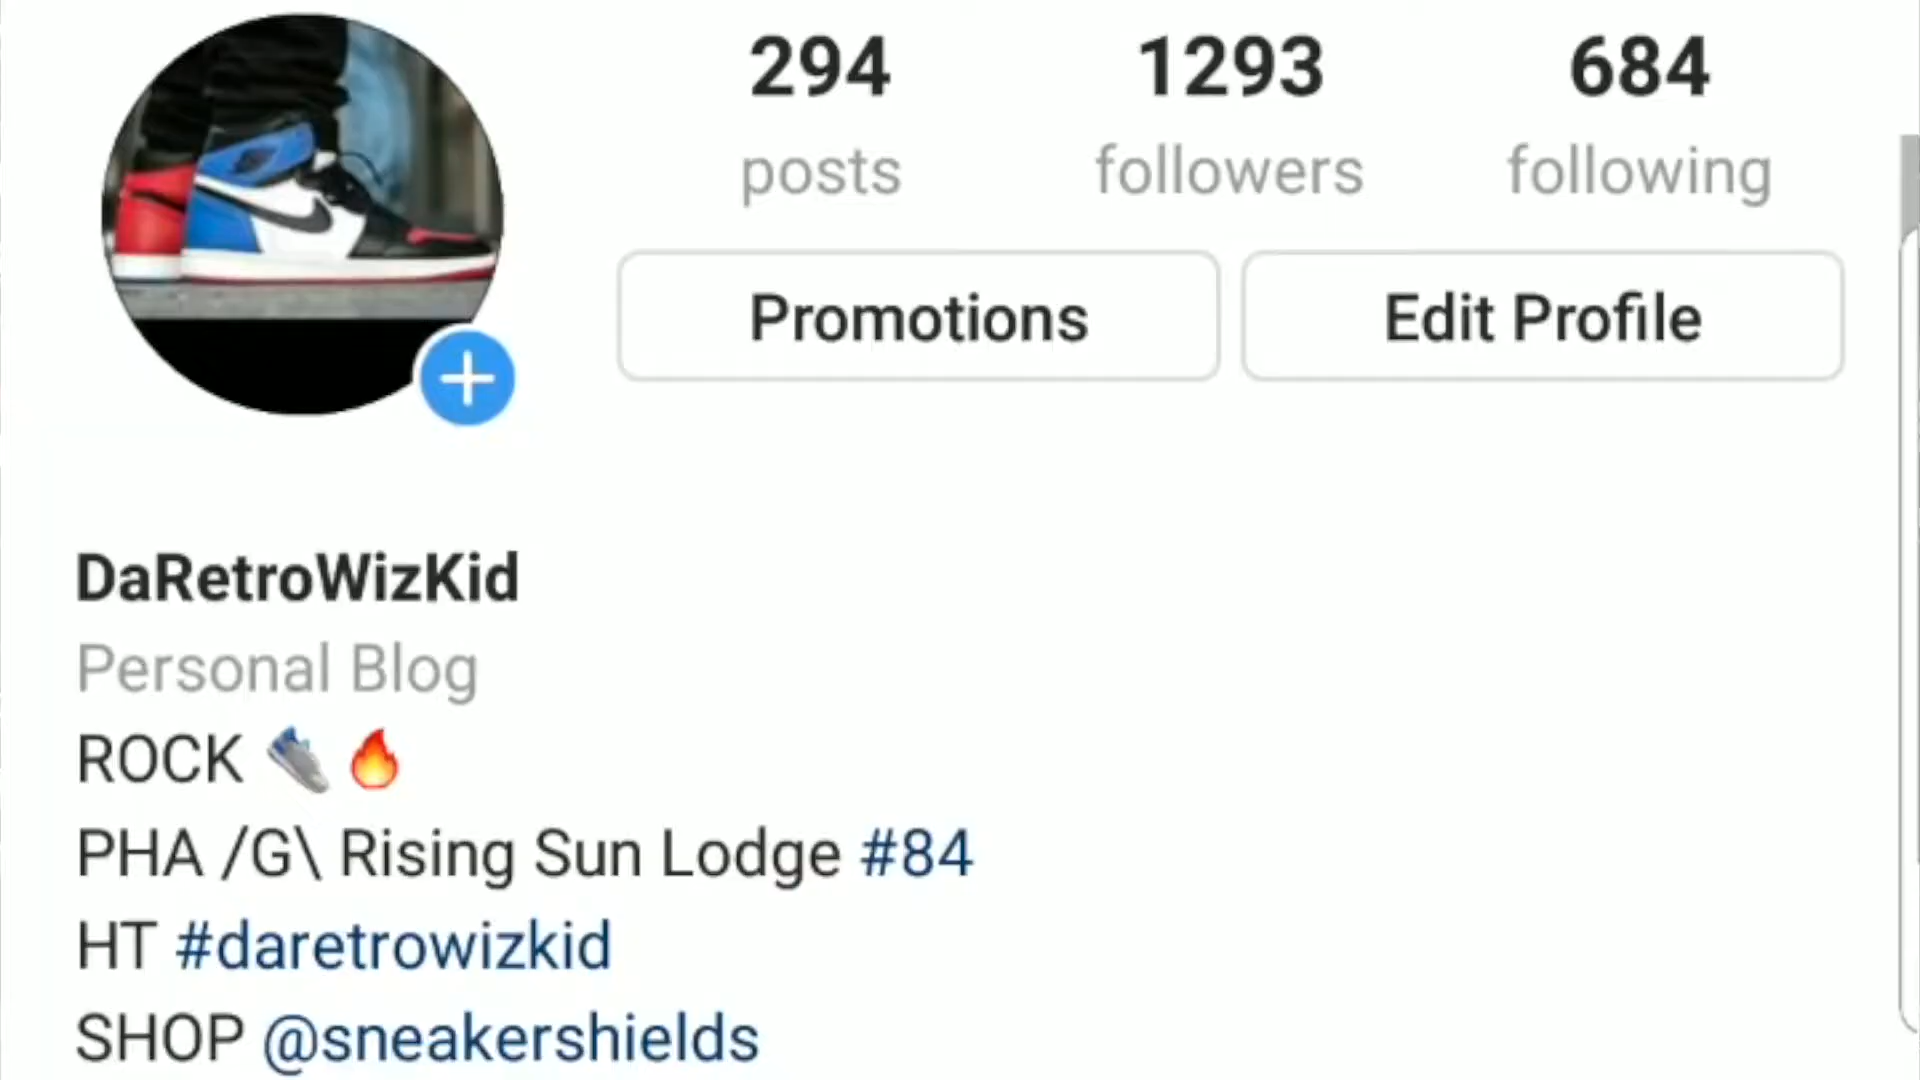 294 1293 684
posts followers following
Promotions Edit Profile
DaRetroWizKid
Personal Blog
ROCK 👟 🔥
PHA /G\ Rising Sun Lodge #84
HT #daretrowizkid
SHOP @sneakershields